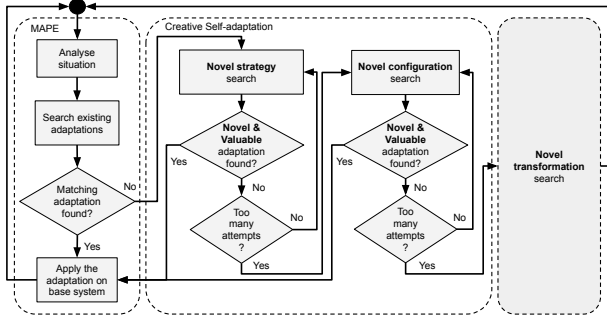 MAPE
Analyse
situation
Search existing
adaptations
Matching
adaptation
found?
No
Yes
Apply the
adaptation on
base system
Creative Self-adaptation
Novel strategy
search
Novel &
Valuable
adaptation
found?
Yes
No
Too
many
attempts
?
No
Yes
Novel configuration
search
Novel &
Valuable
adaptation
found?
Yes
No
Too
many
attempts
?
No
Yes
Novel
transformation
search